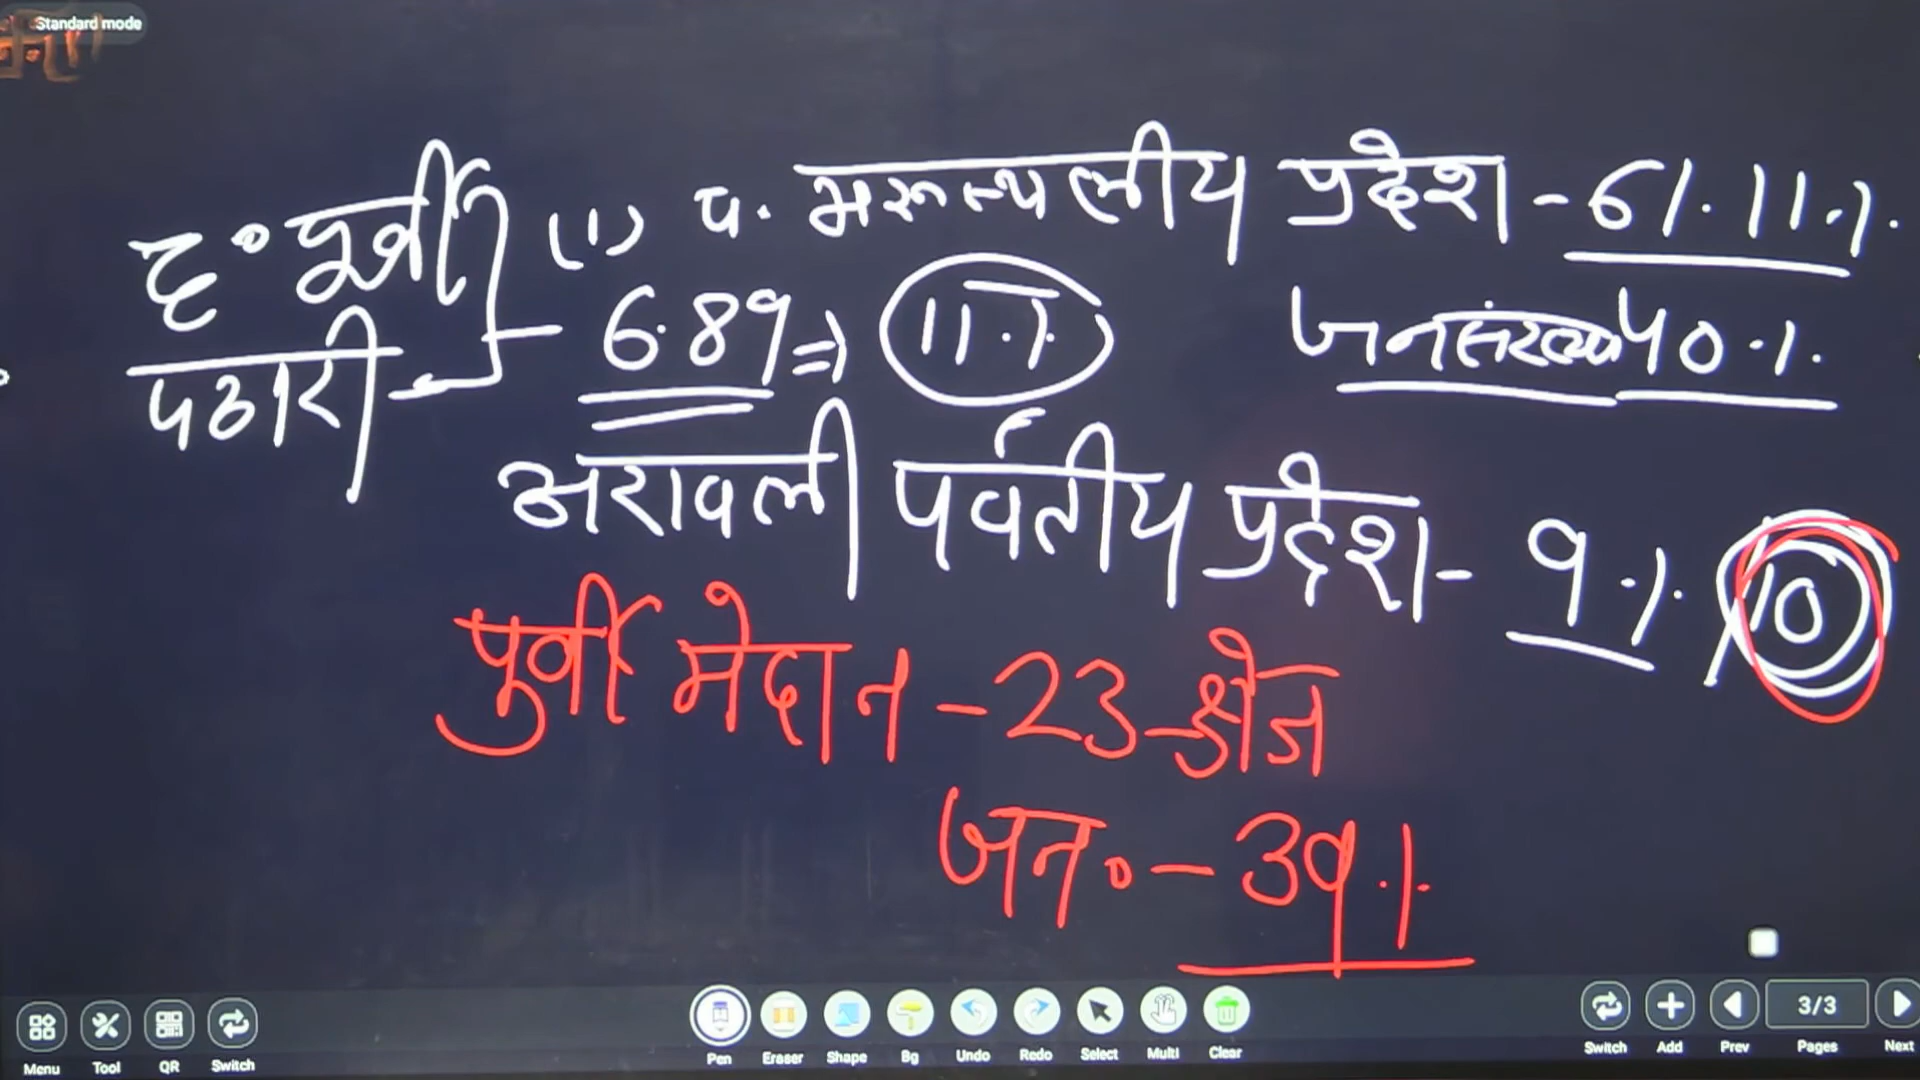 Standard mode
(1) प. मरुस्थलीय प्रदेश - 61.11%.
जनसंख्या 40%.
द० पूर्वी
पठारी - 6.89 => 11%
अरावली पर्वतीय प्रदेश - 9%. 10
पुर्वी मेदान - 23 - क्षेत्र
जन० - 39%
Menu Tool QR Switch Pen Eraser Shape Bg Undo Redo Select Multi Clear Switch Add Prev 3/3 Pages Next